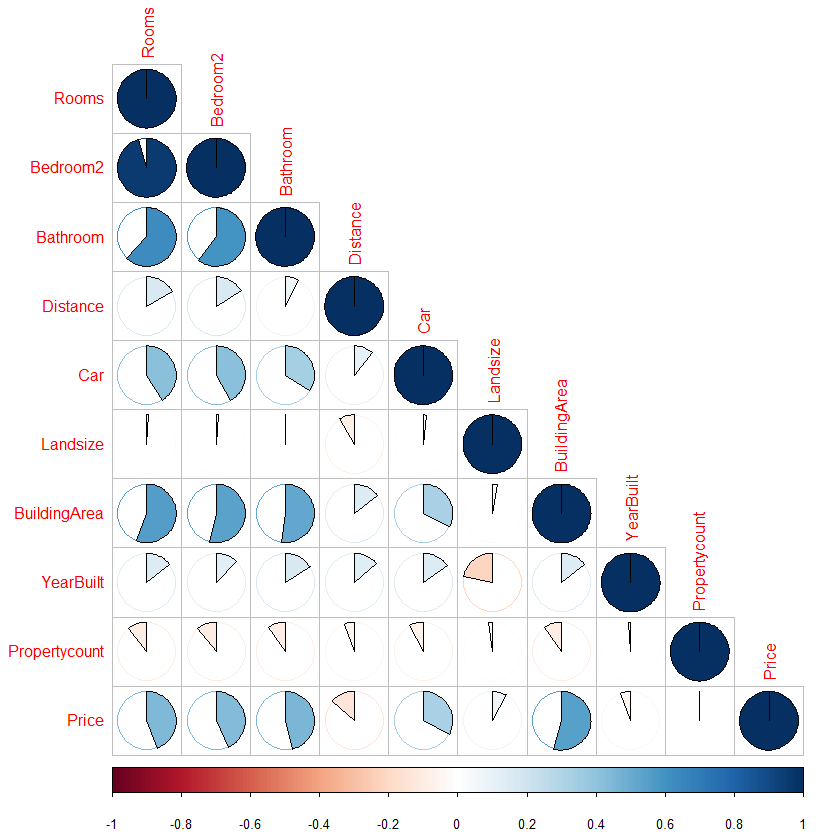 Rooms
Bedroom2
Bathroom
Distance
Car
Landsize
BuildingArea
YearBuilt
Propertycount
Price
Rooms
Bedroom2
Bathroom
Distance
Car
Landsize
BuildingArea
YearBuilt
Propertycount
Price
-1 -0.8 -0.6 -0.4 -0.2 0 0.2 0.4 0.6 0.8 1